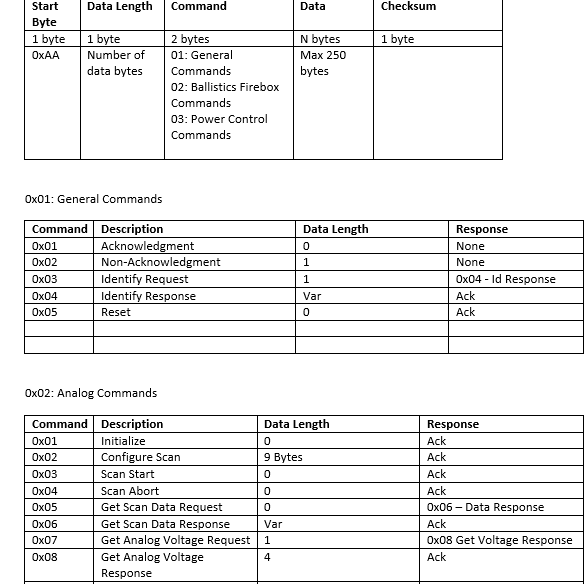 Start Byte Data Length Command Data Checksum
1 byte 1 byte 2 bytes N bytes 1 byte
0xAA Number of data bytes 01: General Commands 02: Ballistics Firebox Commands 03: Power Control Commands Max 250 bytes
0x01: General Commands
Command Description Data Length Response
0x01 Acknowledgment 0 None
0x02 Non-Acknowledgment 1 None
0x03 Identify Request 1 0x04 - Id Response
0x04 Identify Response Var Ack
0x05 Reset 0 Ack
0x02: Analog Commands
Command Description Data Length Response
0x01 Initialize 0 Ack
0x02 Configure Scan 9 Bytes Ack
0x03 Scan Start 0 Ack
0x04 Scan Abort 0 Ack
0x05 Get Scan Data Request 0 0x06 – Data Response
0x06 Get Scan Data Response Var Ack
0x07 Get Analog Voltage Request 1 0x08 Get Voltage Response
0x08 Get Analog Voltage Response 4 Ack